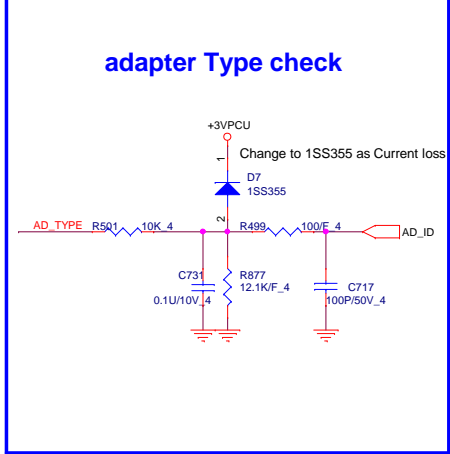 adapter Type check
+3VPCU
1
Change to 1SS355 as Current loss
D7
1SS355
2
AD_TYPE R501 10K_4 R499 100/F_4 AD_ID
C731 R877 C717
0.1U/10V_4 12.1K/F_4 100P/50V_4